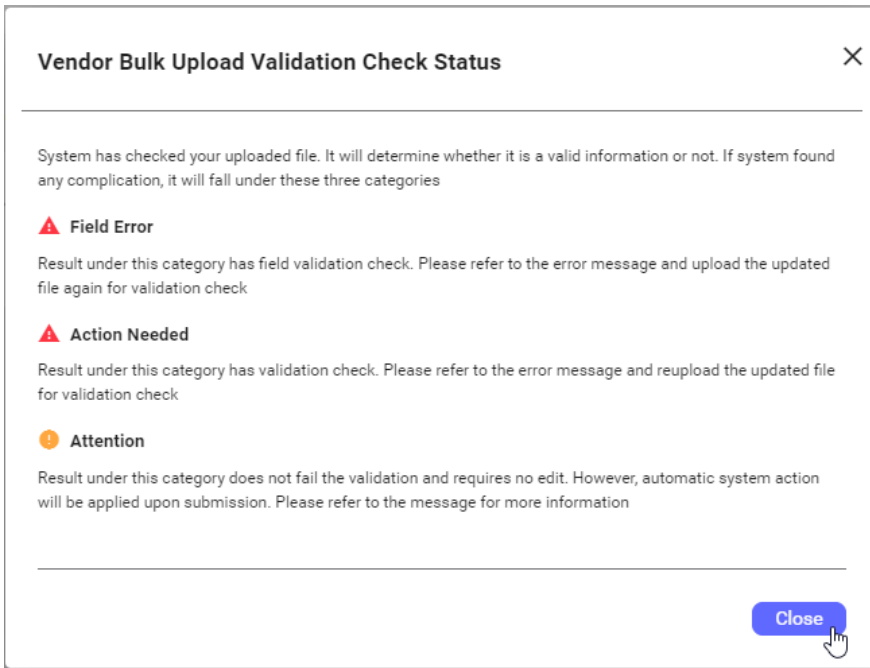 Vendor Bulk Upload Validation Check Status
System has checked your uploaded file. It will determine whether it is a valid information or not. If system found
any complication, it will fall under these three categories
Field Error
Result under this category has field validation check. Please refer to the error message and upload the updated
file again for validation check
Action Needed
Result under this category has validation check. Please refer to the error message and reupload the updated file
for validation check
Attention
Result under this category does not fail the validation and requires no edit. However, automatic system action
will be applied upon submission. Please refer to the message for more information
Close